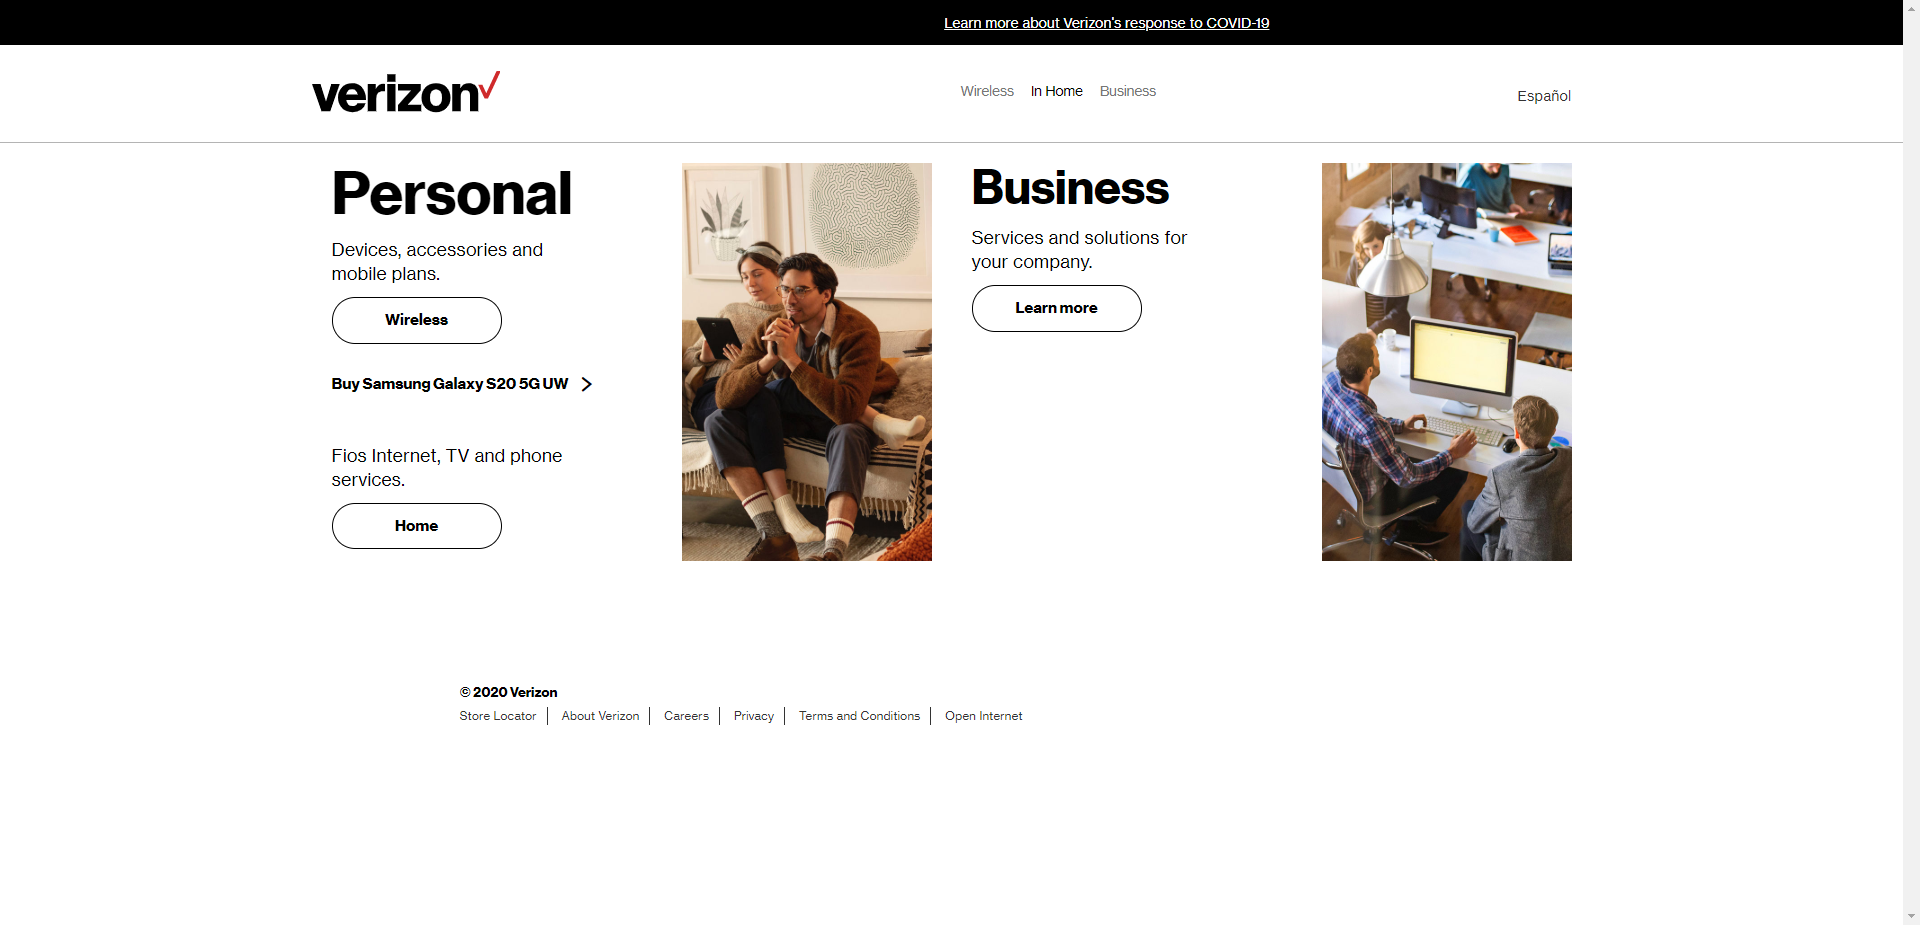 Learn more about Verizon's response to COVID-19
verizon
Wireless In Home Business
Español
Personal
Devices, accessories and
mobile plans.
Wireless
Buy Samsung Galaxy S20 5G UW
Fios Internet, TV and phone
services.
Home
Business
Services and solutions for
your company.
Learn more
© 2020 Verizon
Store Locator About Verizon Careers Privacy Terms and Conditions Open Internet